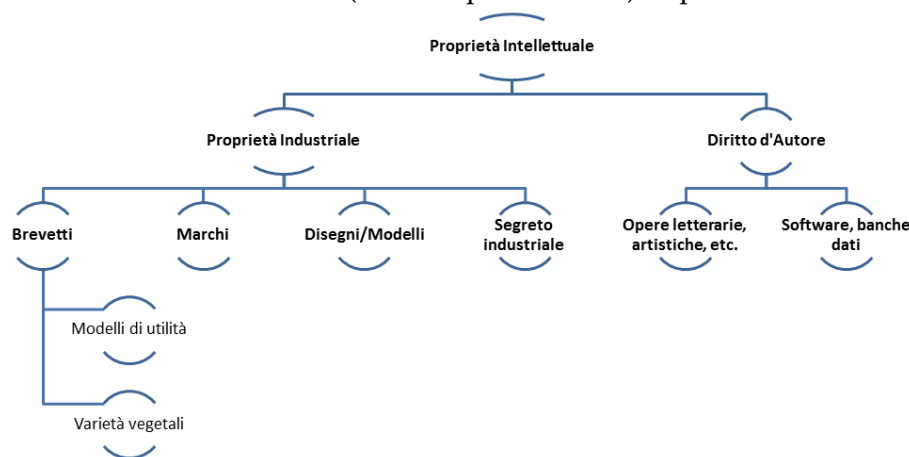 Proprietà Intellettuale
Proprietà Industriale
Diritto d'Autore
Brevetti
Marchi
Disegni/Modelli
Segreto
industriale
Opere letterarie,
artistiche, etc.
Software, banche
dati
Modelli di utilità
Varietà vegetali